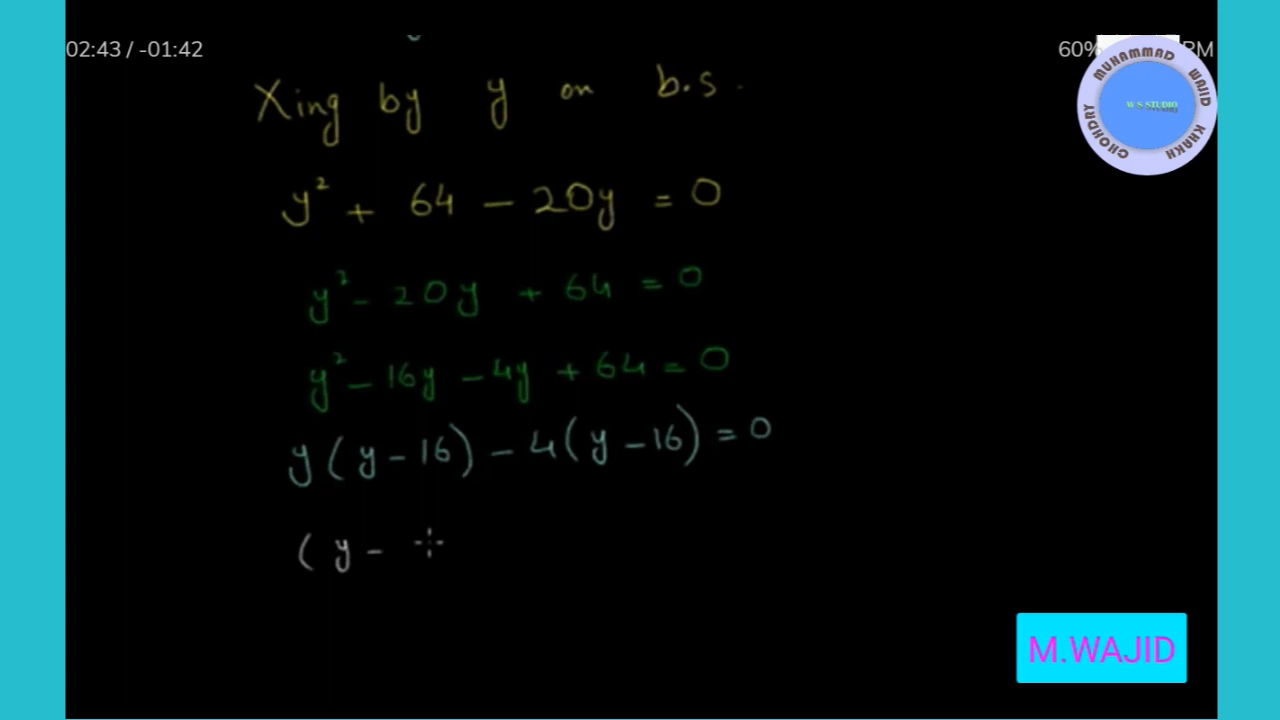 02:43 / -01:42
60%
PM
MUHAMMAD WAJID KHAKH CHOHDRY
W S STUDIO
Xing by y on b.s.
y² + 64 - 20y = 0
y² - 20y + 64 = 0
y² - 16y - 4y + 64 = 0
y (y - 16) - 4 (y - 16) = 0
( y -
M.WAJID